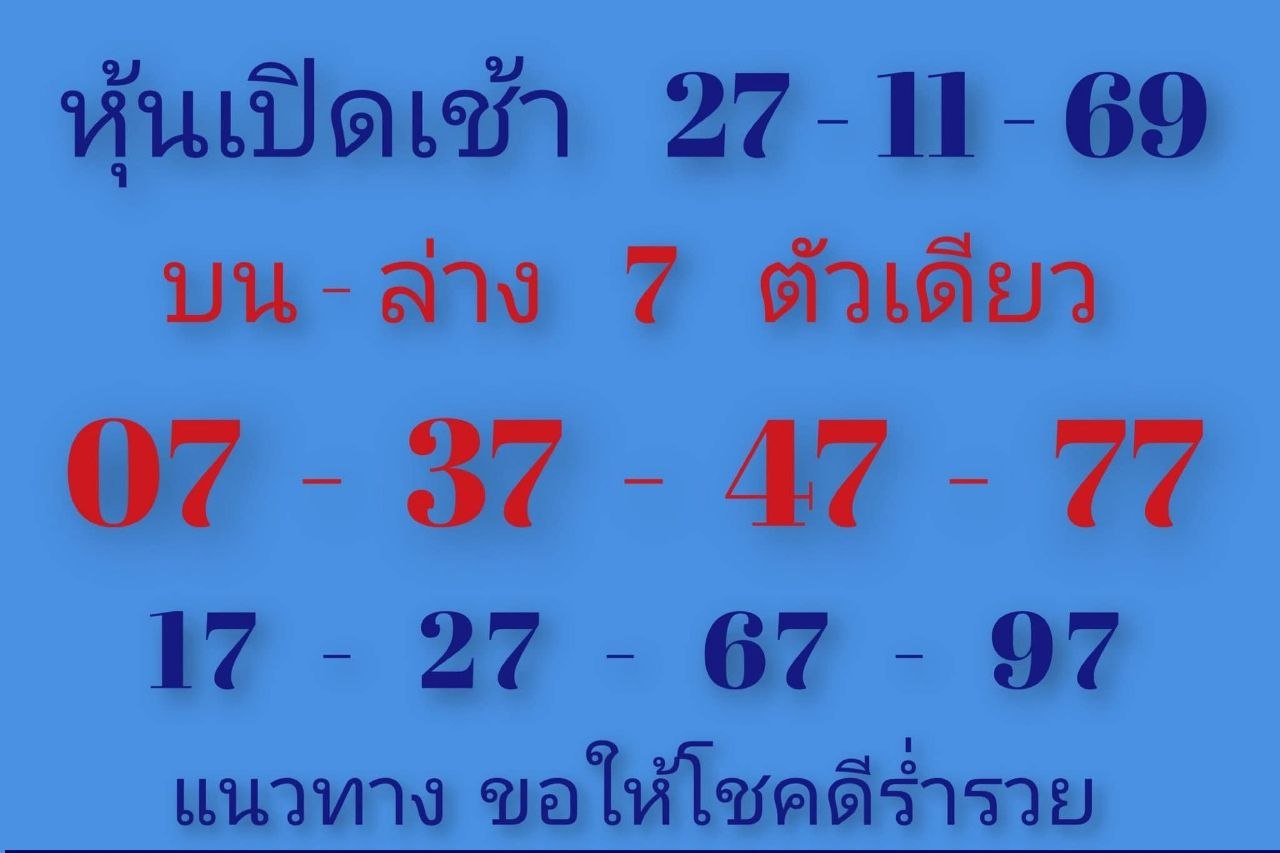 หุ้นเปิดเช้า 27 - 11 - 69
บน - ล่าง 7 ตัวเดียว
07 - 37 - 47 - 77
17 - 27 - 67 - 97
แนวทาง ขอให้โชคดีร่ำรวย